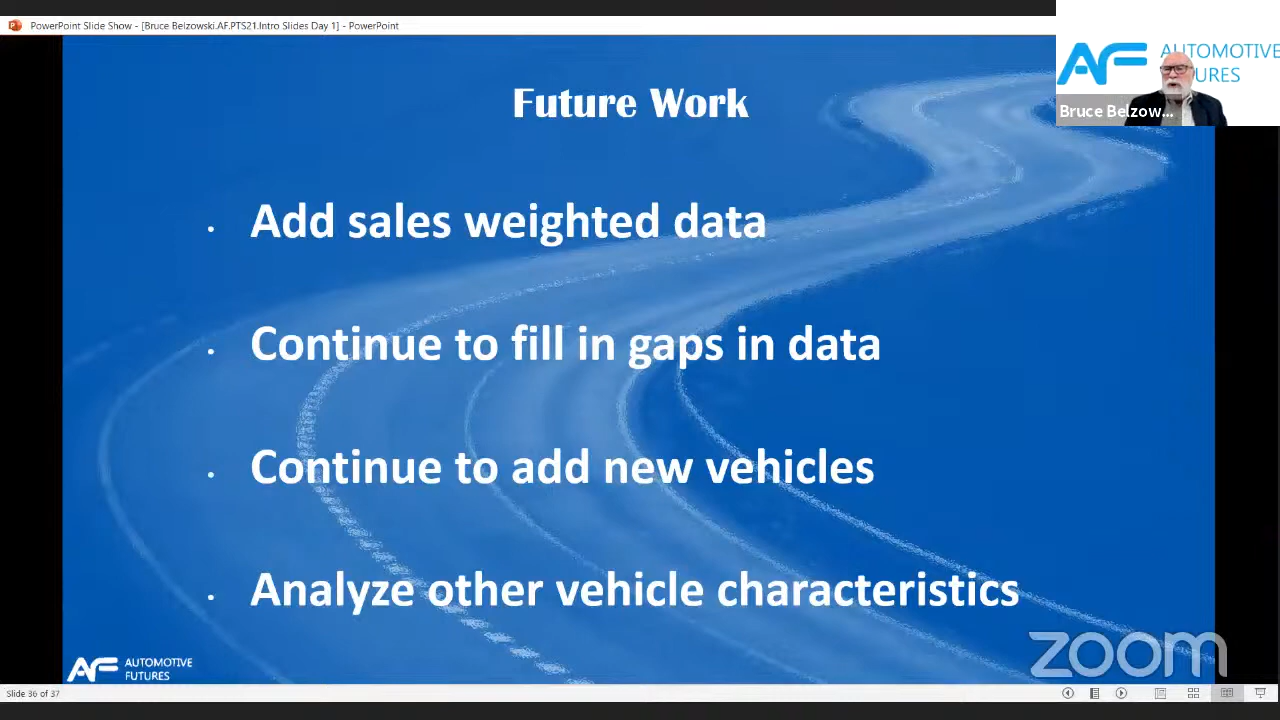 PowerPoint Slide Show - [Bruce Belzowski.AF.PTS21.Intro Slides Day 1] - PowerPoint
AF AUTOMOTIVE
URES
Bruce Belzow...
Future Work
• Add sales weighted data
• Continue to fill in gaps in data
• Continue to add new vehicles
• Analyze other vehicle characteristics
AF AUTOMOTIVE
FUTURES
zoom
Slide 36 of 37